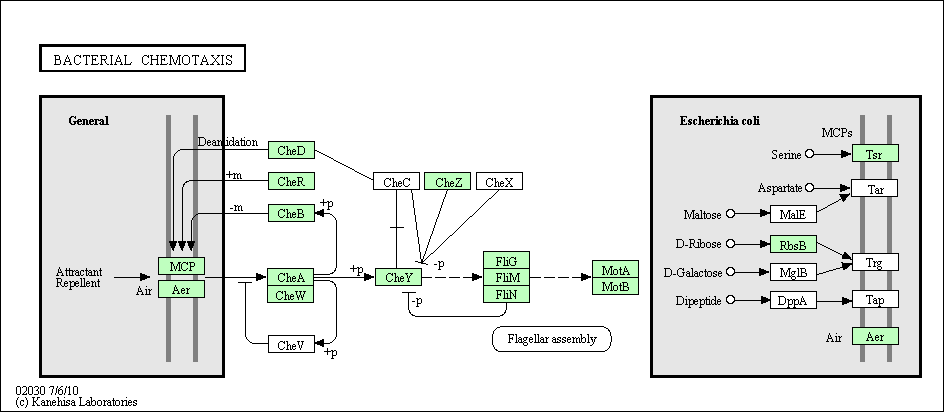 BACTERIAL CHEMOTAXIS
General
Deamidation
CheD
+m
CheR
-m
CheB
+p
CheC
CheZ
CheX
MCP
Attractant
Repellent
Air
Aer
CheA
CheW
+p
CheY
-p
-p
FliG
FliM
FliN
MotA
MotB
CheV
+p
Flagellar assembly
Escherichia coli
MCPs
Serine
Tsr
Aspartate
Tar
Maltose
MalE
D-Ribose
RbsB
Trg
D-Galactose
MglB
Dipeptide
DppA
Tap
Air
Aer
02030 7/6/10
(c) Kanehisa Laboratories